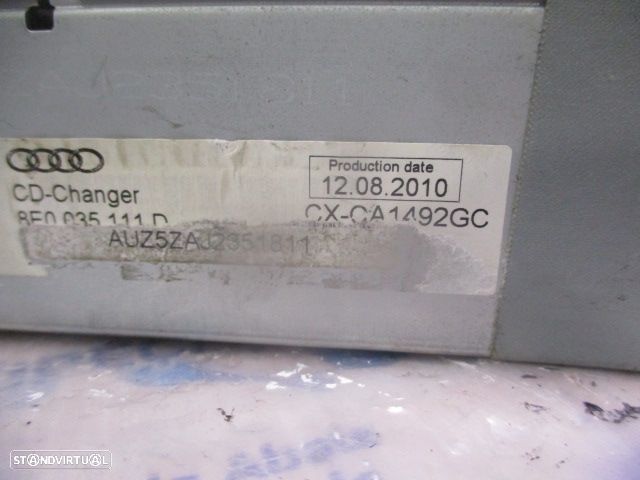 Production date
12.08.2010
CD-Changer
8E0 035 111 D
CX-CA1492GC
AUZ5ZAJ2351811
STANDVIRTUAL